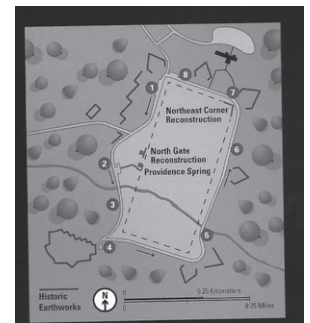 8
1
7
Northeast Corner
Reconstruction
6
North Gate
Reconstruction
2
Providence Spring
3
5
4
Historic
Earthworks
N
0
0.25 Kilometers
0
0.25 Miles